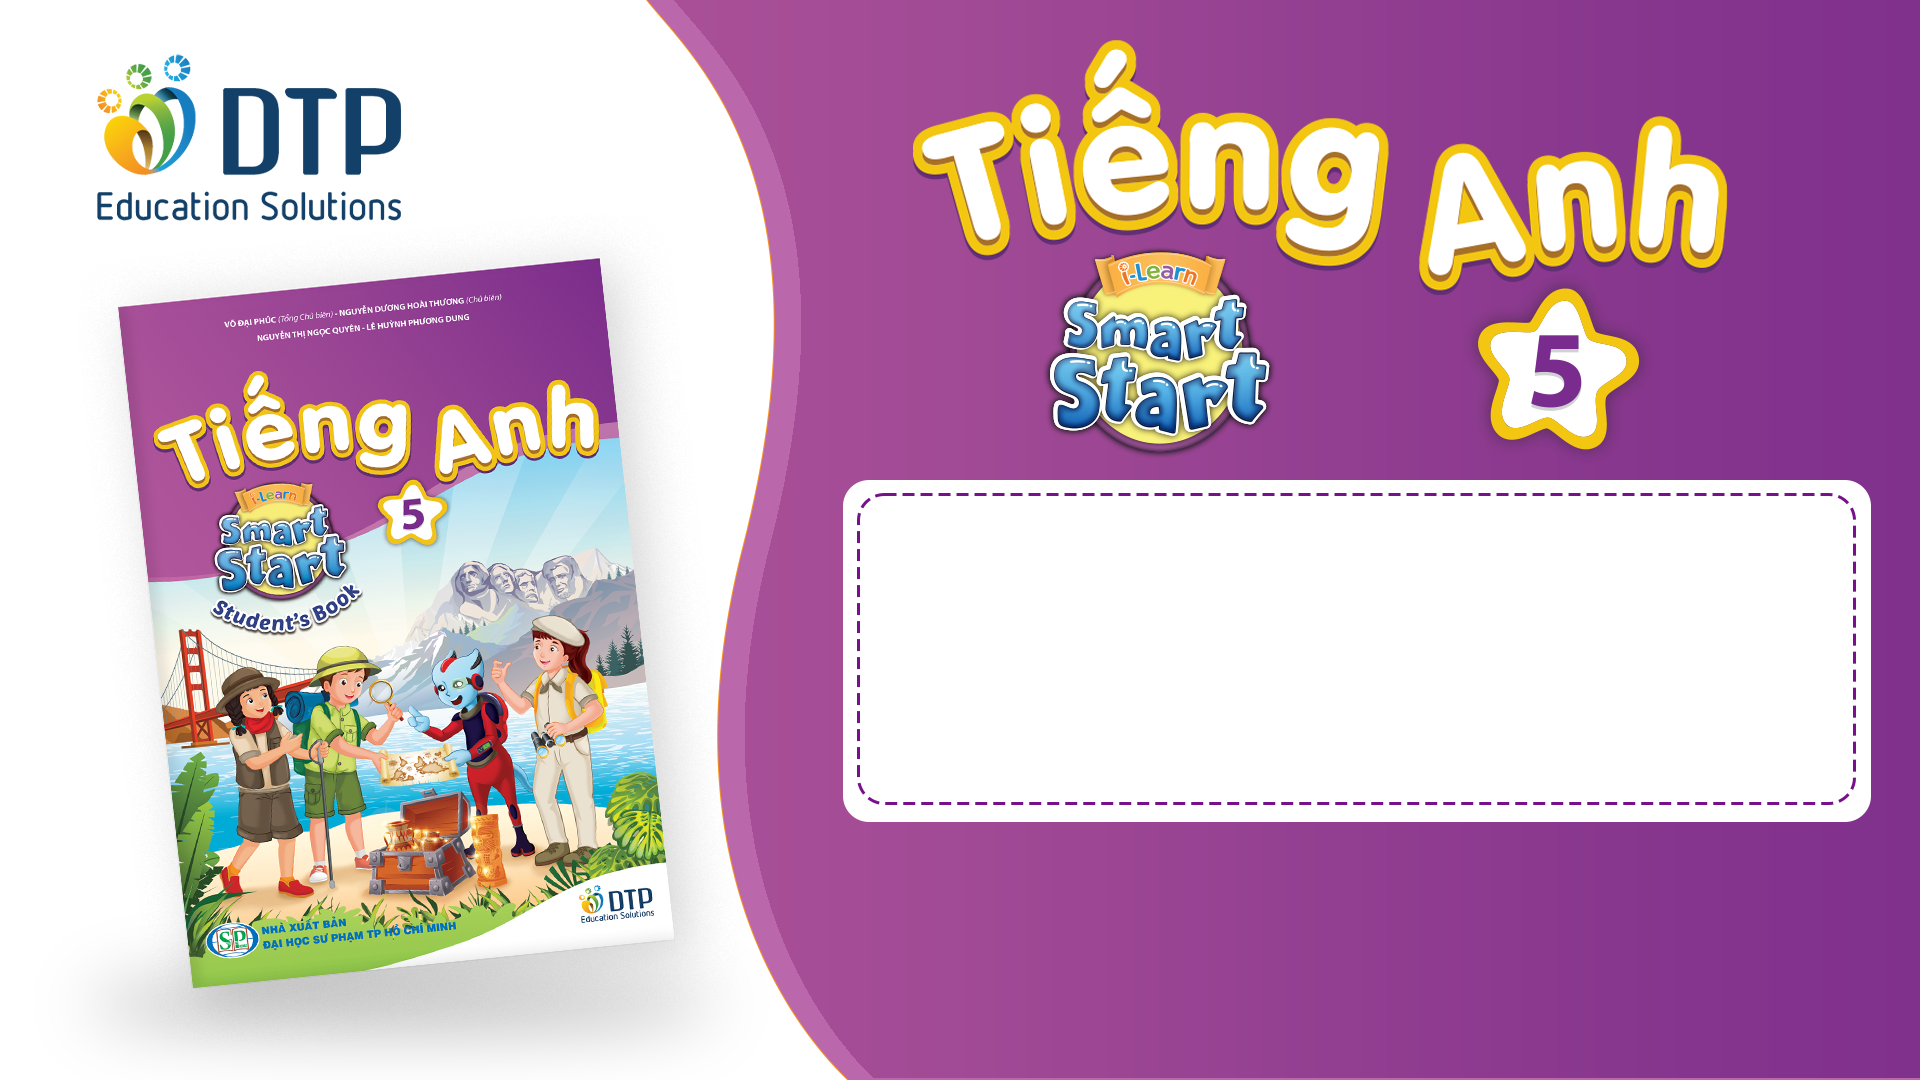 DTP
Education Solutions
VÕ ĐẠI PHÚC (Tổng Chủ biên) - NGUYỄN DƯƠNG HOÀI THƯƠNG (Chủ biên)
NGUYỄN THỊ NGỌC QUYÊN - LÊ HUỲNH PHƯƠNG DUNG
Tiếng Anh
i-Learn
Smart
Start
5
Student's Book
NHÀ XUẤT BẢN
ĐẠI HỌC SƯ PHẠM TP HỒ CHÍ MINH
SP
DTP
Education Solutions
Tiếng Anh
i-Learn
Smart
Start
5